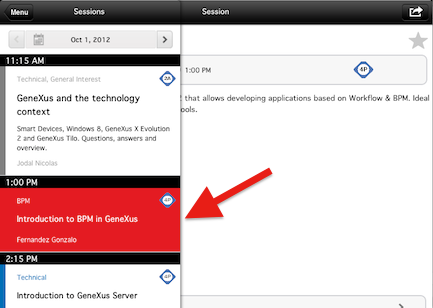 Menu
Sessions
Session
Oct 1, 2012
11:15 AM
Technical, General Interest
2A
GeneXus and the technology
context
Smart Devices, Windows 8, GeneXus X Evolution
2 and GeneXus Tilo. Questions, answers and
overview.
Jodal Nicolas
1:00 PM
BPM
4P
Introduction to BPM in GeneXus
Fernandez Gonzalo
2:15 PM
Technical
4P
Introduction to GeneXus Server
1:00 PM
4P
that allows developing applications based on Workflow & BPM. Ideal
ools.